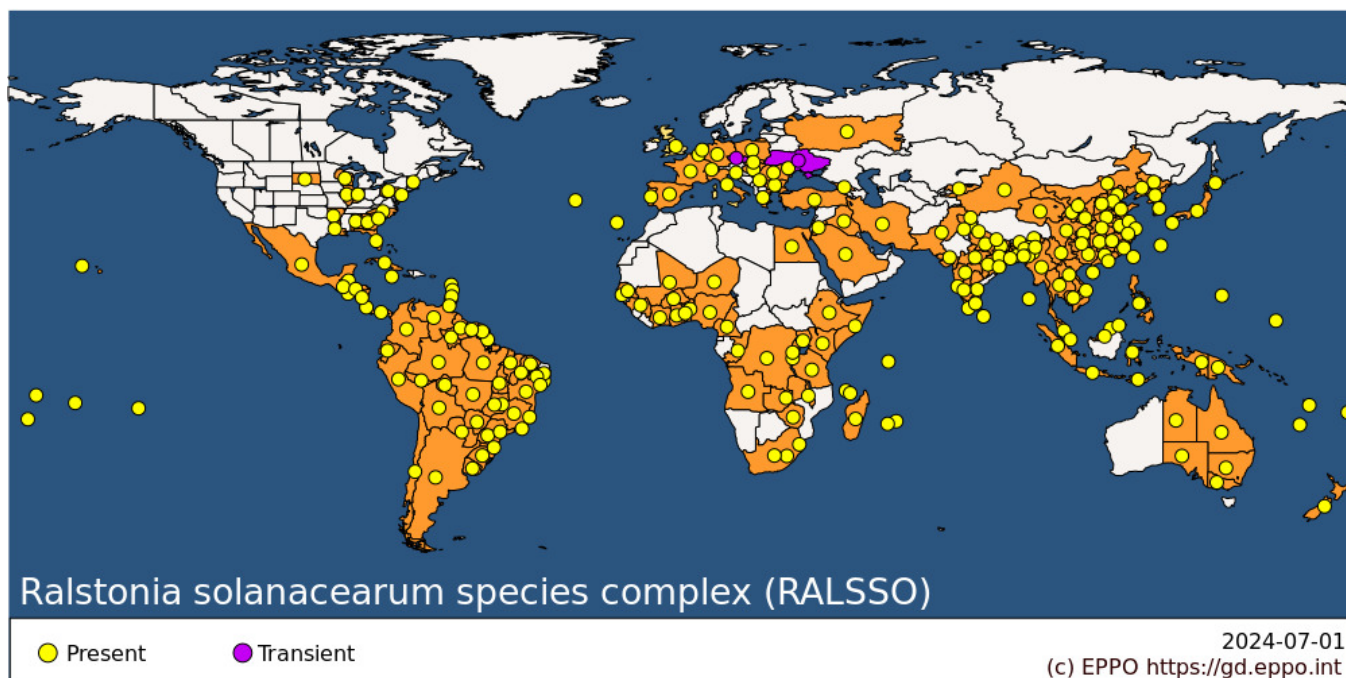 Ralstonia solanacearum species complex (RALSSO)
Present
Transient
2024-07-01
(c) EPPO https://gd.eppo.int